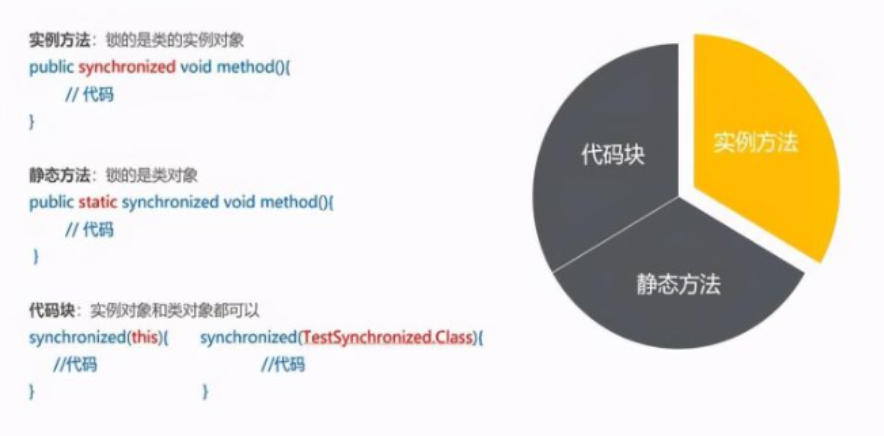 实例方法：锁的是类的实例对象
public synchronized void method(){
// 代码
}
静态方法：锁的是类对象
public static synchronized void method(){
// 代码
}
代码块：实例对象和类对象都可以
synchronized(this){ synchronized(TestSynchronized.Class){
//代码 //代码
} }
代码块
实例方法
静态方法